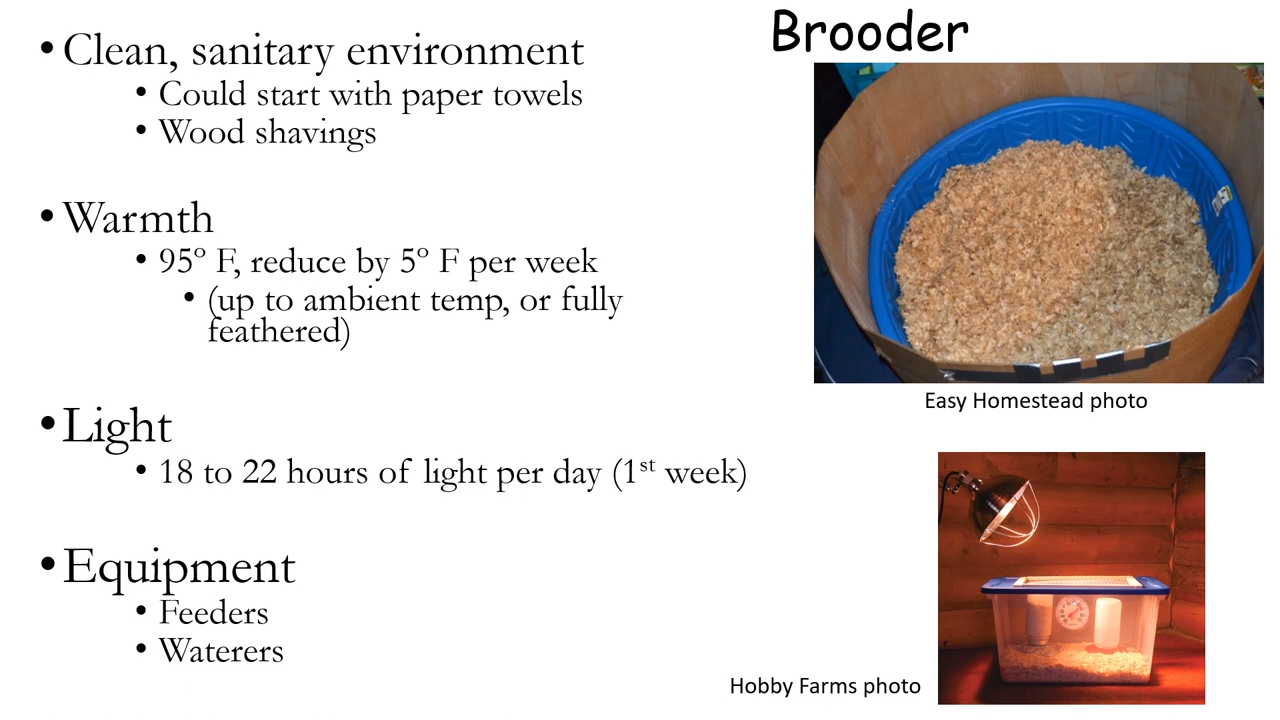 Brooder
• Clean, sanitary environment
• Could start with paper towels
• Wood shavings
• Warmth
• 95º F, reduce by 5º F per week
• (up to ambient temp, or fully
feathered)
• Light
• 18 to 22 hours of light per day (1st week)
• Equipment
• Feeders
• Waterers
Easy Homestead photo
Hobby Farms photo